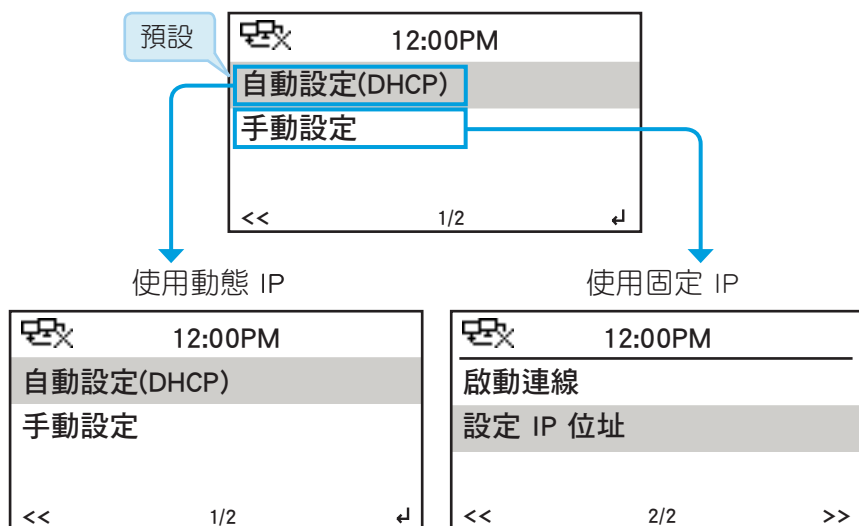 預設
12:00PM
自動設定(DHCP)
手動設定
<< 1/2 ↵
使用動態 IP
使用固定 IP
12:00PM
自動設定(DHCP)
手動設定
<< 1/2 ↵
12:00PM
啟動連線
設定 IP 位址
<< 2/2 >>